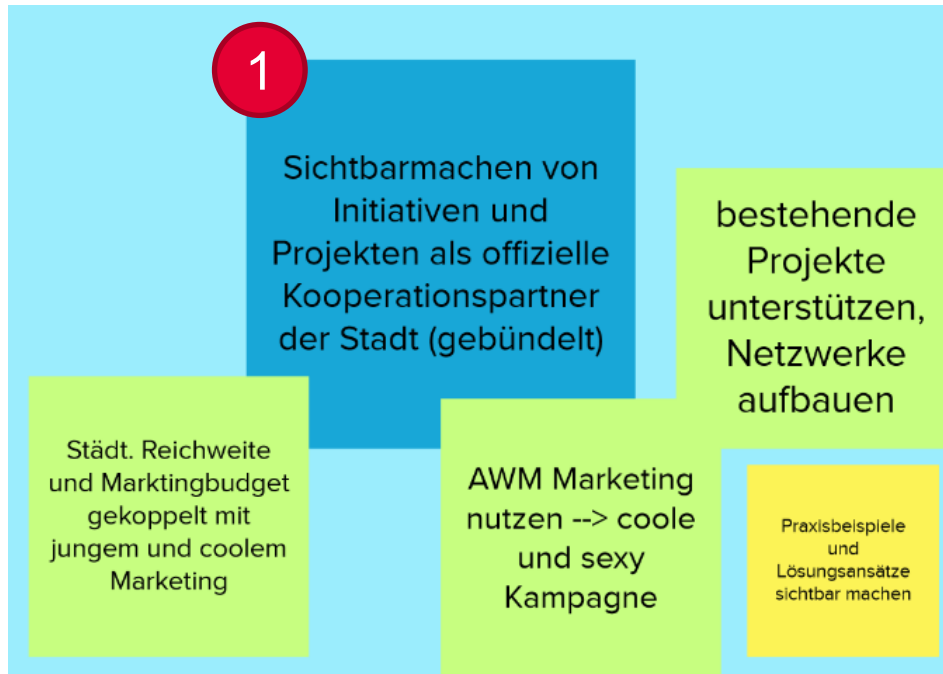 1
Sichtbarmachen von
Initiativen und
Projekten als offizielle
Kooperationspartner
der Stadt (gebündelt)
bestehende
Projekte
unterstützen,
Netzwerke
aufbauen
Städt. Reichweite
und Marktingbudget
gekoppelt mit
jungem und coolem
Marketing
AWM Marketing
nutzen --> coole
und sexy
Kampagne
Praxisbeispiele
und
Lösungsansätze
sichtbar machen